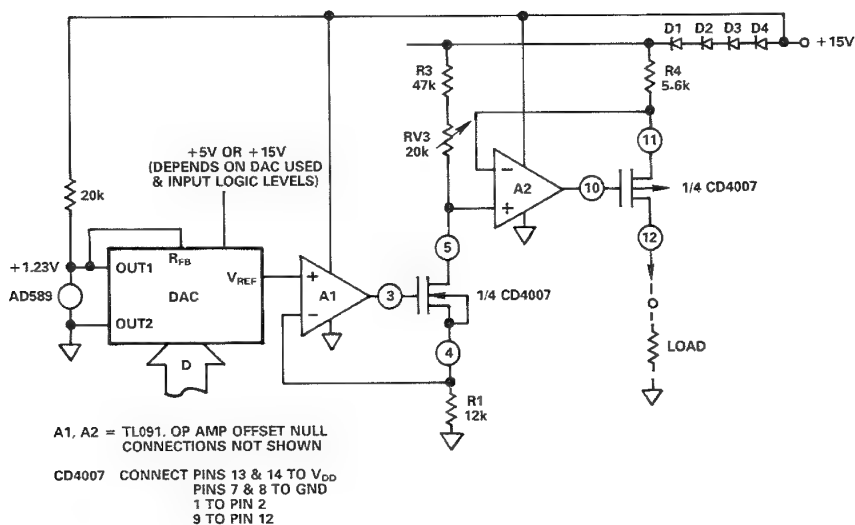 D1 D2 D3 D4
+15V
R3
47k
R4
5-6k
11
RV3
20k
+5V OR +15V
(DEPENDS ON DAC USED
& INPUT LOGIC LEVELS)
−
A2
+
10
1/4 CD4007
20k
12
5
+1.23V
OUT1
RFB
VREF
+
A1
−
3
1/4 CD4007
AD589
DAC
OUT2
4
LOAD
D
R1
12k
A1, A2 = TL091. OP AMP OFFSET NULL
CONNECTIONS NOT SHOWN
CD4007 CONNECT PINS 13 & 14 TO VDD
PINS 7 & 8 TO GND
1 TO PIN 2
9 TO PIN 12